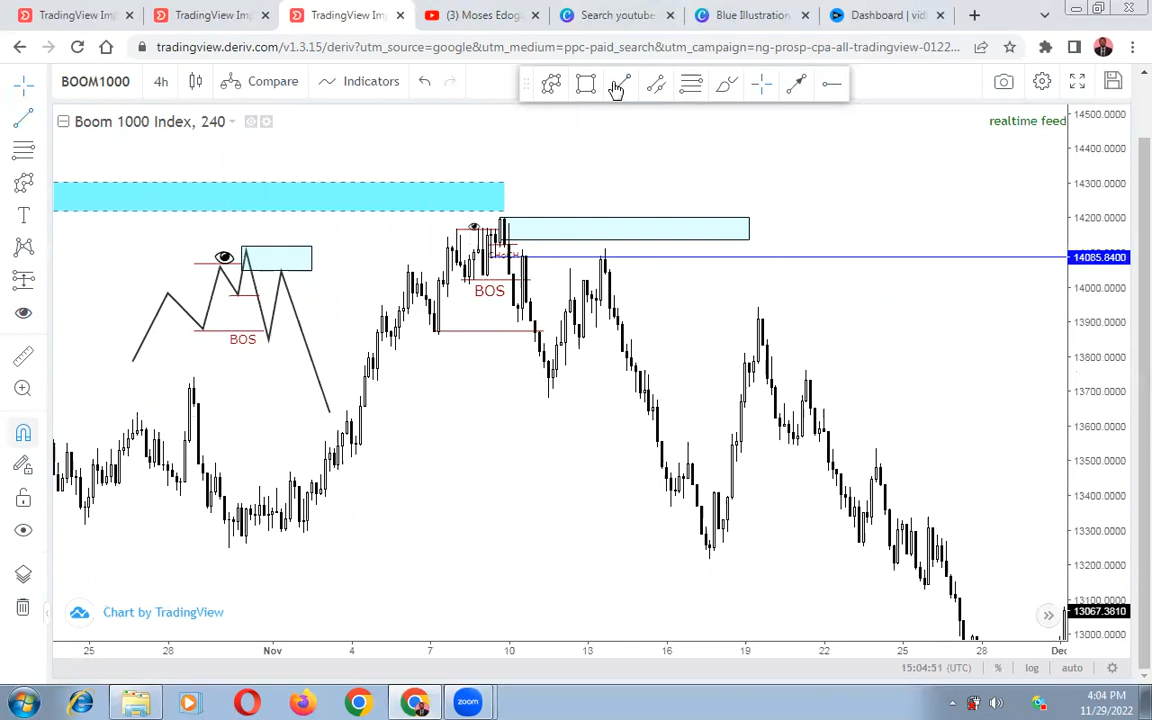 TradingView Im
TradingView Im
TradingView Im
(3) Moses Edog
Search youtube
Blue Illustration
Dashboard | vidI
tradingview.deriv.com/v1.3.15/deriv?utm_source=google&utm_medium=ppc-paid_search&utm_campaign=ng-prosp-cpa-all-tradingview-0122...
BOOM1000
4h
Compare
Indicators
Boom 1000 Index, 240
realtime feed
14500.0000
14400.0000
14300.0000
14200.0000
14085.8400
14000.0000
13900.0000
13800.0000
13700.0000
13600.0000
13500.0000
13400.0000
13300.0000
13200.0000
13100.0000
13067.3810
13000.0000
CHoCH
BOS
BOS
Chart by TradingView
25
28
Nov
4
7
10
13
16
19
22
25
28
Dec
15:04:51 (UTC)
%
log
auto
zoom
4:04 PM
11/29/2022